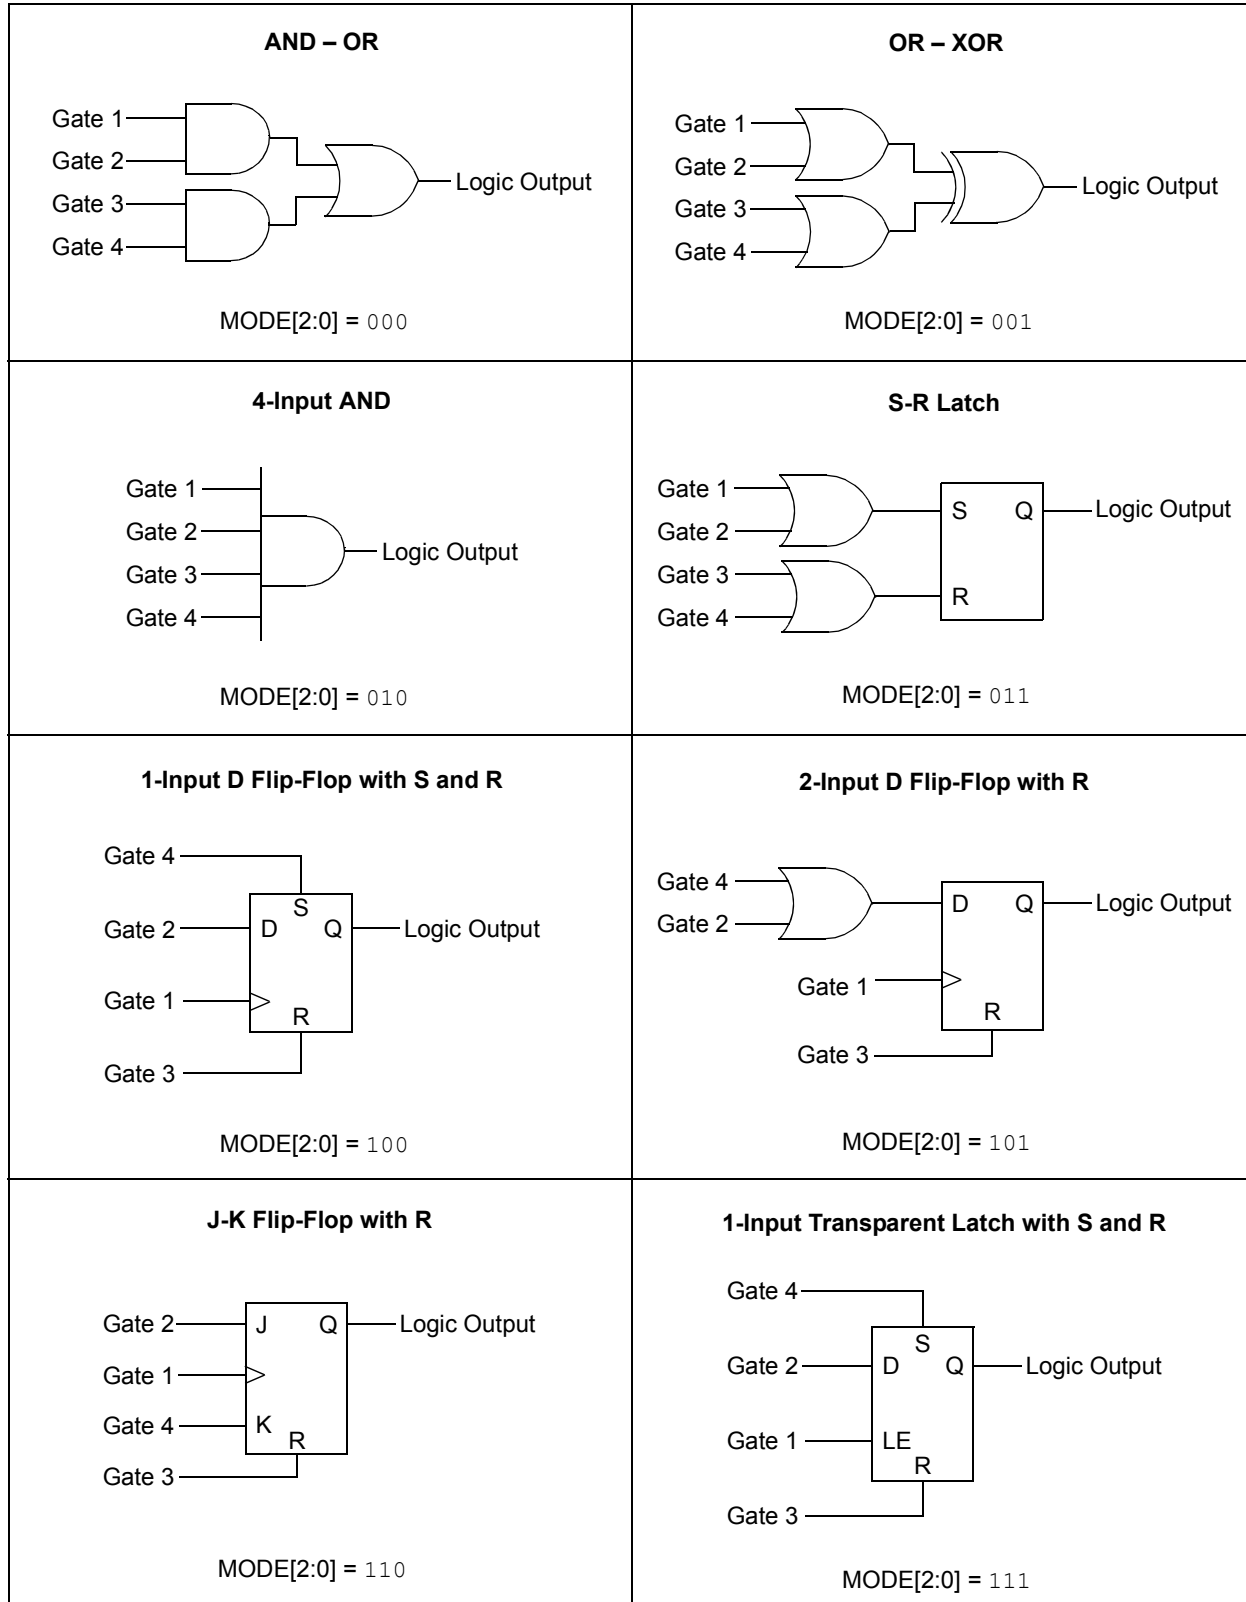 AND – OR
Gate 1
Gate 2
Gate 3
Gate 4
Logic Output
MODE[2:0] = 000
OR – XOR
Gate 1
Gate 2
Gate 3
Gate 4
Logic Output
MODE[2:0] = 001
4-Input AND
Gate 1
Gate 2
Gate 3
Gate 4
Logic Output
MODE[2:0] = 010
S-R Latch
Gate 1
Gate 2
Gate 3
Gate 4
S Q
R
Logic Output
MODE[2:0] = 011
1-Input D Flip-Flop with S and R
Gate 4
S
Gate 2
D Q
Logic Output
Gate 1
R
Gate 3
MODE[2:0] = 100
2-Input D Flip-Flop with R
Gate 4
Gate 2
D Q
Logic Output
Gate 1
R
Gate 3
MODE[2:0] = 101
J-K Flip-Flop with R
Gate 2
J Q
Logic Output
Gate 1
Gate 4
K
R
Gate 3
MODE[2:0] = 110
1-Input Transparent Latch with S and R
Gate 4
S
Gate 2
D Q
Logic Output
Gate 1
LE
R
Gate 3
MODE[2:0] = 111